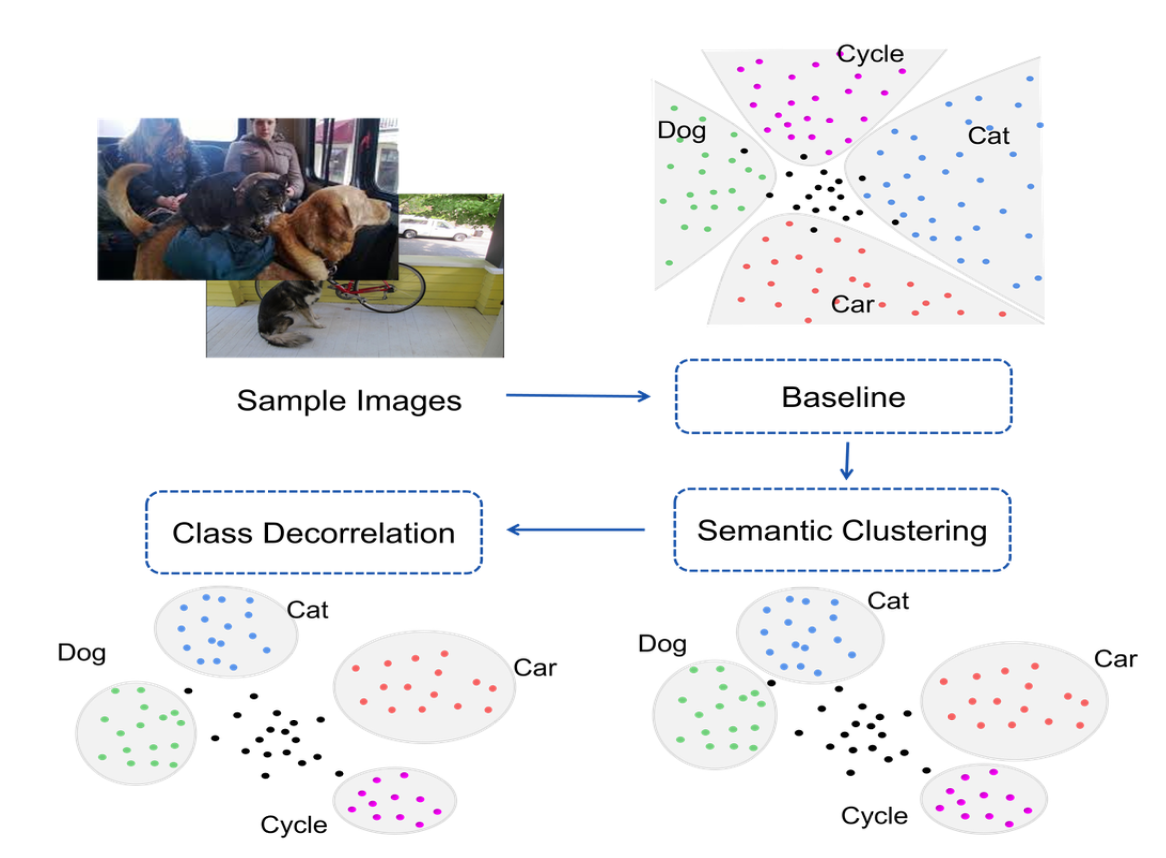 Cycle
Dog
Cat
Car
Sample Images
Baseline
Class Decorrelation
Semantic Clustering
Cat
Dog
Car
Cycle
Cat
Dog
Car
Cycle